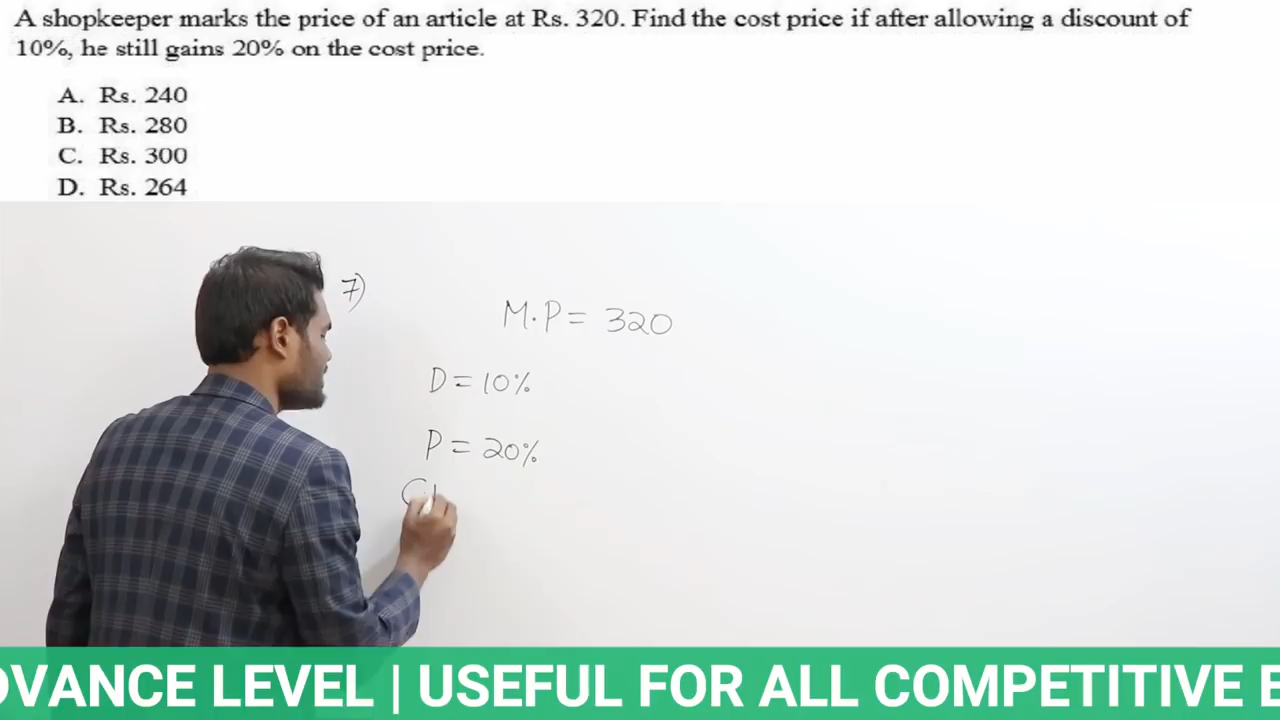 A shopkeeper marks the price of an article at Rs. 320. Find the cost price if after allowing a discount of
10%, he still gains 20% on the cost price.
A. Rs. 240
B. Rs. 280
C. Rs. 300
D. Rs. 264
7)
M.P = 320
D = 10%
P = 20%
C
DVANCE LEVEL | USEFUL FOR ALL COMPETITIVE E